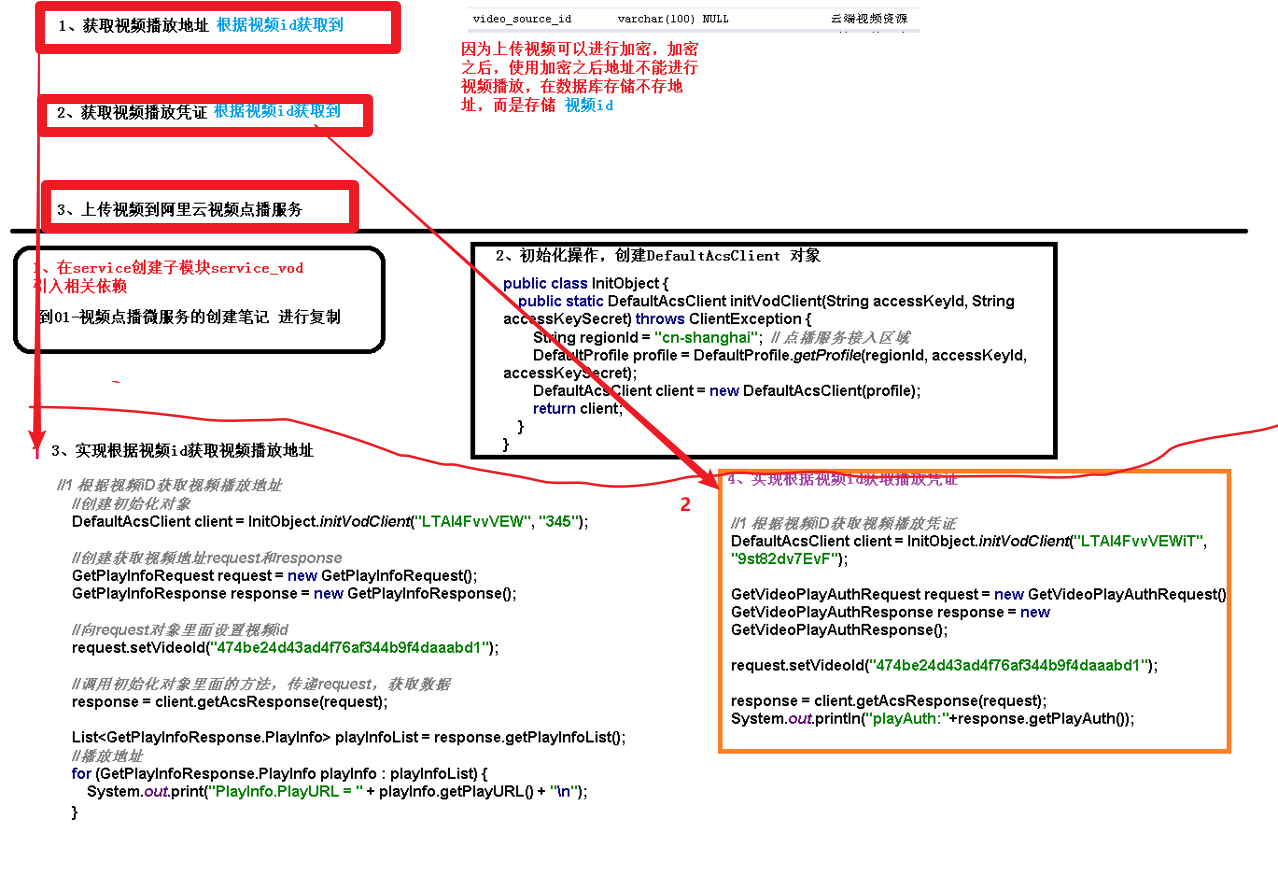 1、获取视频播放地址 根据视频id获取到
video_source_id varchar(100) NULL 云端视频资源
因为上传视频可以进行加密，加密
之后，使用加密之后地址不能进行
视频播放，在数据库存储不存地
址，而是存储 视频id
2、获取视频播放凭证 根据视频id获取到
3、上传视频到阿里云视频点播服务
1、在service创建子模块service_vod
引入相关依赖
到01-视频点播微服务的创建笔记 进行复制
2、初始化操作，创建DefaultAcsClient 对象
public class InitObject {
public static DefaultAcsClient initVodClient(String accessKeyId, String
accessKeySecret) throws ClientException {
String regionId = "cn-shanghai"; // 点播服务接入区域
DefaultProfile profile = DefaultProfile.getProfile(regionId, accessKeyId,
accessKeySecret);
DefaultAcsClient client = new DefaultAcsClient(profile);
return client;
}
}
3、实现根据视频id获取视频播放地址
//1 根据视频iD获取视频播放地址
//创建初始化对象
DefaultAcsClient client = InitObject.initVodClient("LTAI4FvvVEW", "345");
//创建获取视频地址request和response
GetPlayInfoRequest request = new GetPlayInfoRequest();
GetPlayInfoResponse response = new GetPlayInfoResponse();
//向request对象里面设置视频id
request.setVideoId("474be24d43ad4f76af344b9f4daaabd1");
//调用初始化对象里面的方法，传递request，获取数据
response = client.getAcsResponse(request);
List<GetPlayInfoResponse.PlayInfo> playInfoList = response.getPlayInfoList();
//播放地址
for (GetPlayInfoResponse.PlayInfo playInfo : playInfoList) {
System.out.print("PlayInfo.PlayURL = " + playInfo.getPlayURL() + "\n");
}
2
4、实现根据视频id获取播放凭证
//1 根据视频iD获取视频播放凭证
DefaultAcsClient client = InitObject.initVodClient("LTAI4FvvVEWiT",
"9st82dv7EvF");
GetVideoPlayAuthRequest request = new GetVideoPlayAuthRequest()
GetVideoPlayAuthResponse response = new
GetVideoPlayAuthResponse();
request.setVideoId("474be24d43ad4f76af344b9f4daaabd1");
response = client.getAcsResponse(request);
System.out.println("playAuth:"+response.getPlayAuth());